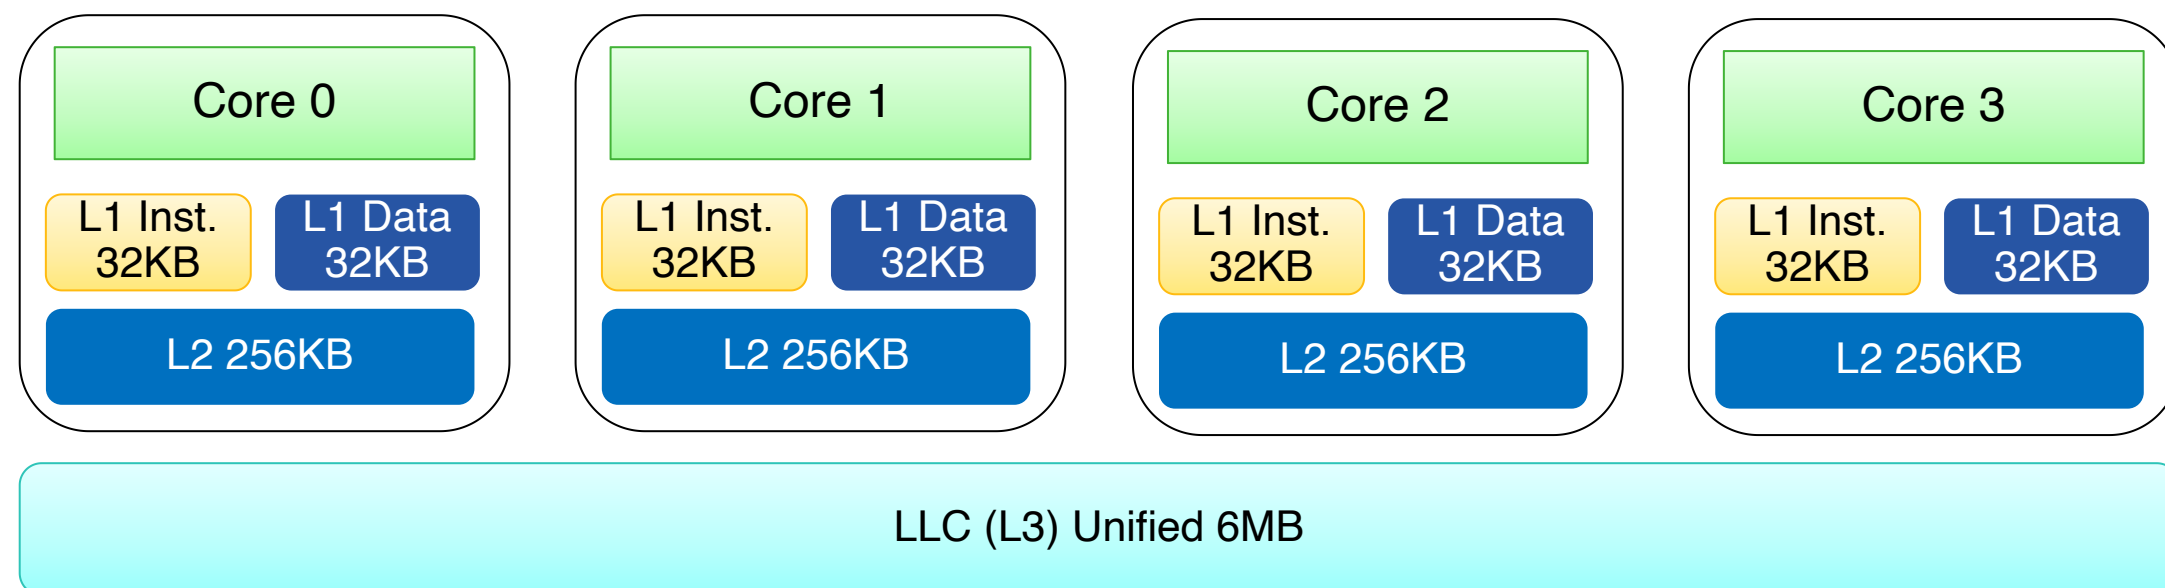 Core 0
L1 Inst.
32KB
L1 Data
32KB
L2 256KB
Core 1
L1 Inst.
32KB
L1 Data
32KB
L2 256KB
Core 2
L1 Inst.
32KB
L1 Data
32KB
L2 256KB
Core 3
L1 Inst.
32KB
L1 Data
32KB
L2 256KB
LLC (L3) Unified 6MB